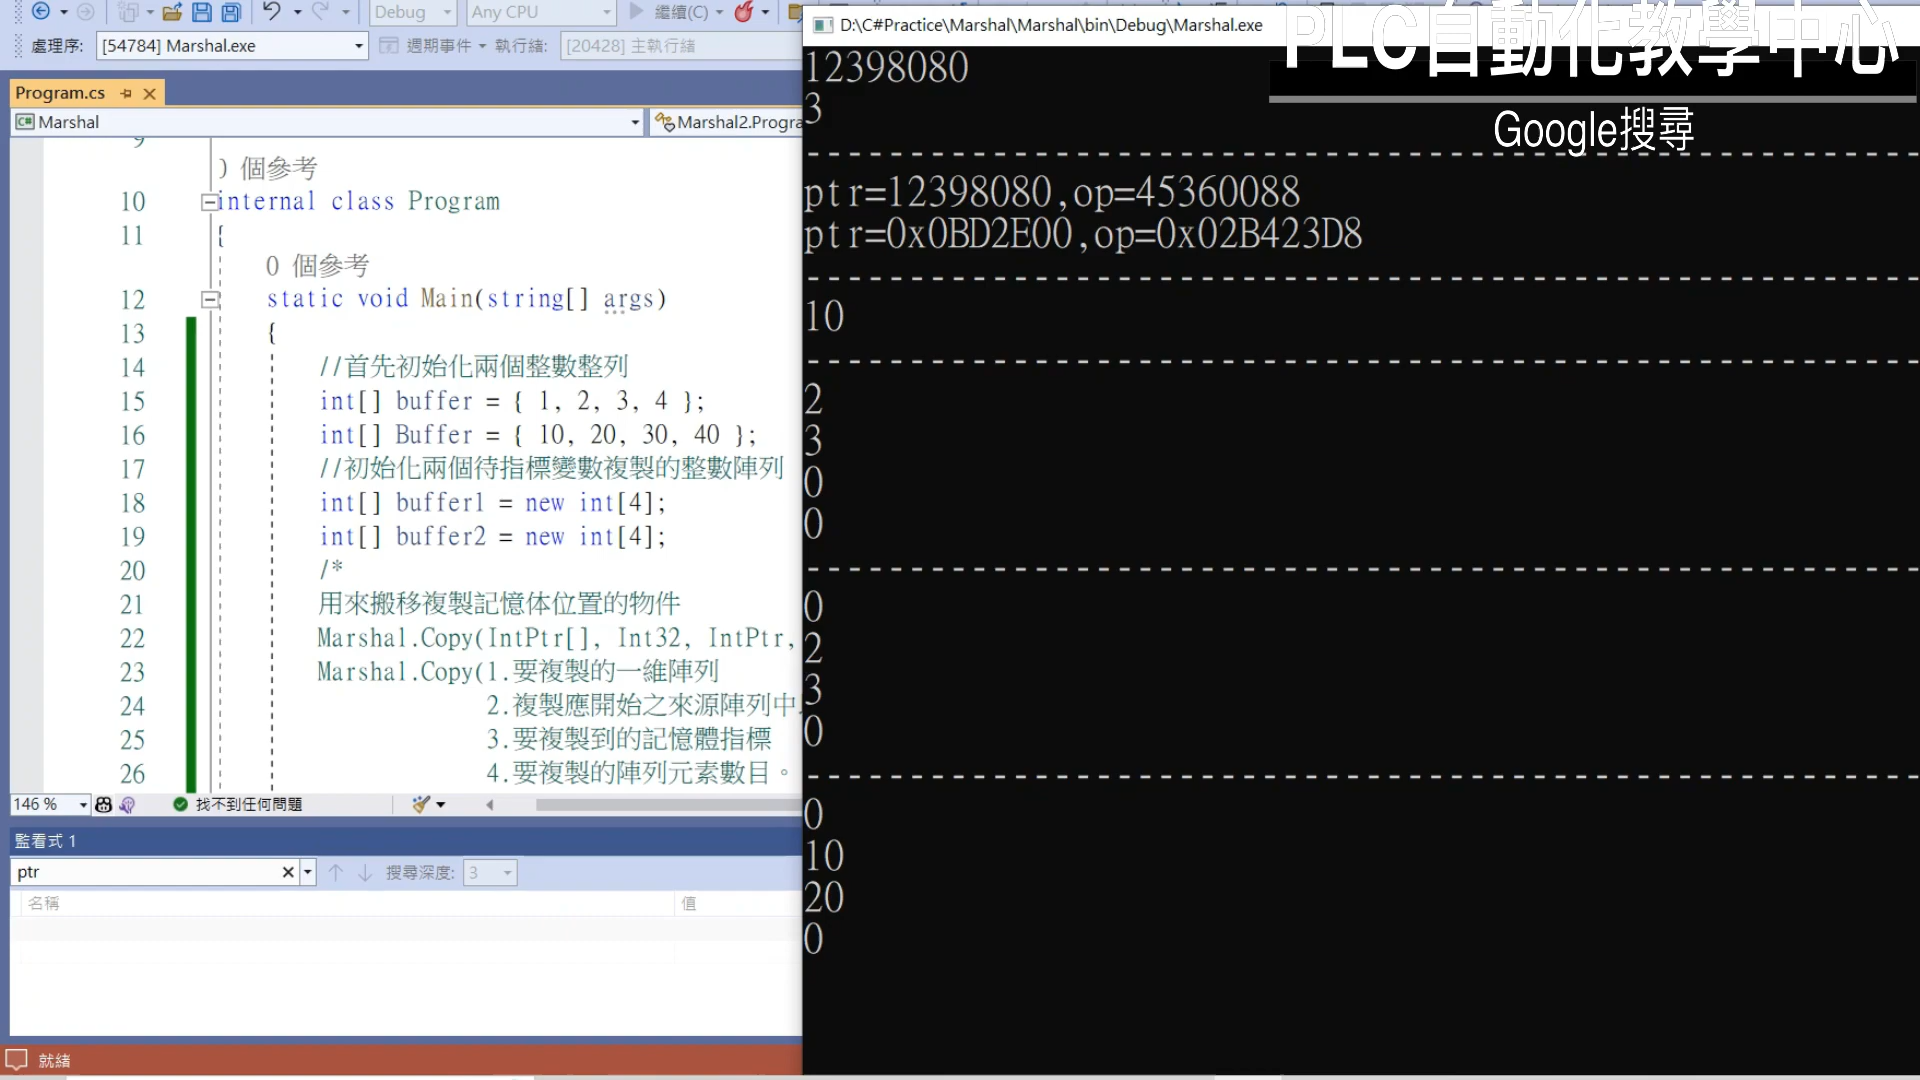 Debug
Any CPU
繼續(C)
處理序:
[54784] Marshal.exe
週期事件
執行緒:
[20428] 主執行緒
Program.cs
Marshal
Marshal2.Progra
9
) 個參考
10 internal class Program
11 {
0 個參考
12 static void Main(string[] args)
13 {
14 //首先初始化兩個整數整列
15 int[] buffer = { 1, 2, 3, 4 };
16 int[] Buffer = { 10, 20, 30, 40 };
17 //初始化兩個待指標變數複製的整數陣列
18 int[] buffer1 = new int[4];
19 int[] buffer2 = new int[4];
20 /*
21 用來搬移複製記憶体位置的物件
22 Marshal.Copy(IntPtr[], Int32, IntPtr,
23 Marshal.Copy(1.要複製的一維陣列
24 2.複製應開始之來源陣列中
25 3.要複製到的記憶體指標
26 4.要複製的陣列元素數目。
146 %
找不到任何問題
監看式 1
ptr
搜尋深度:
3
名稱
值
就緒
D:\C#Practice\Marshal\Marshal\bin\Debug\Marshal.exe
PLC自動化教學中心
Google搜尋
12398080
3
--------------------------------------------------
ptr=12398080,op=45360088
ptr=0x0BD2E00,op=0x02B423D8
--------------------------------------------------
10
--------------------------------------------------
2
3
0
0
--------------------------------------------------
0
2
3
0
--------------------------------------------------
0
10
20
0